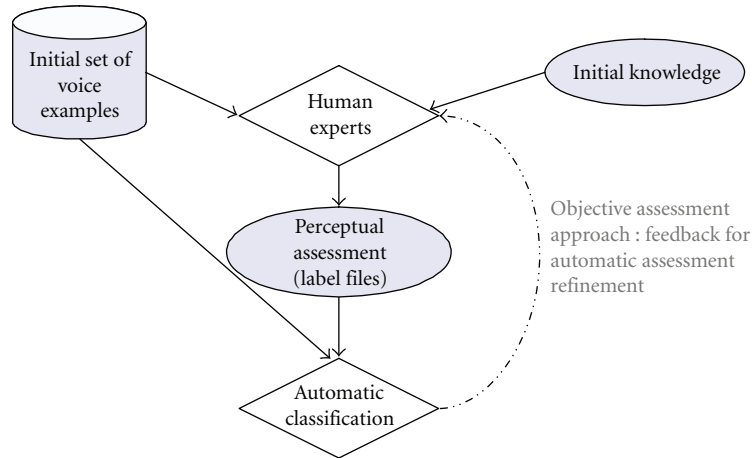 Initial set of
voice
examples
Initial knowledge
Human
experts
Perceptual
assessment
(label files)
Objective assessment
approach : feedback for
automatic assessment
refinement
Automatic
classification